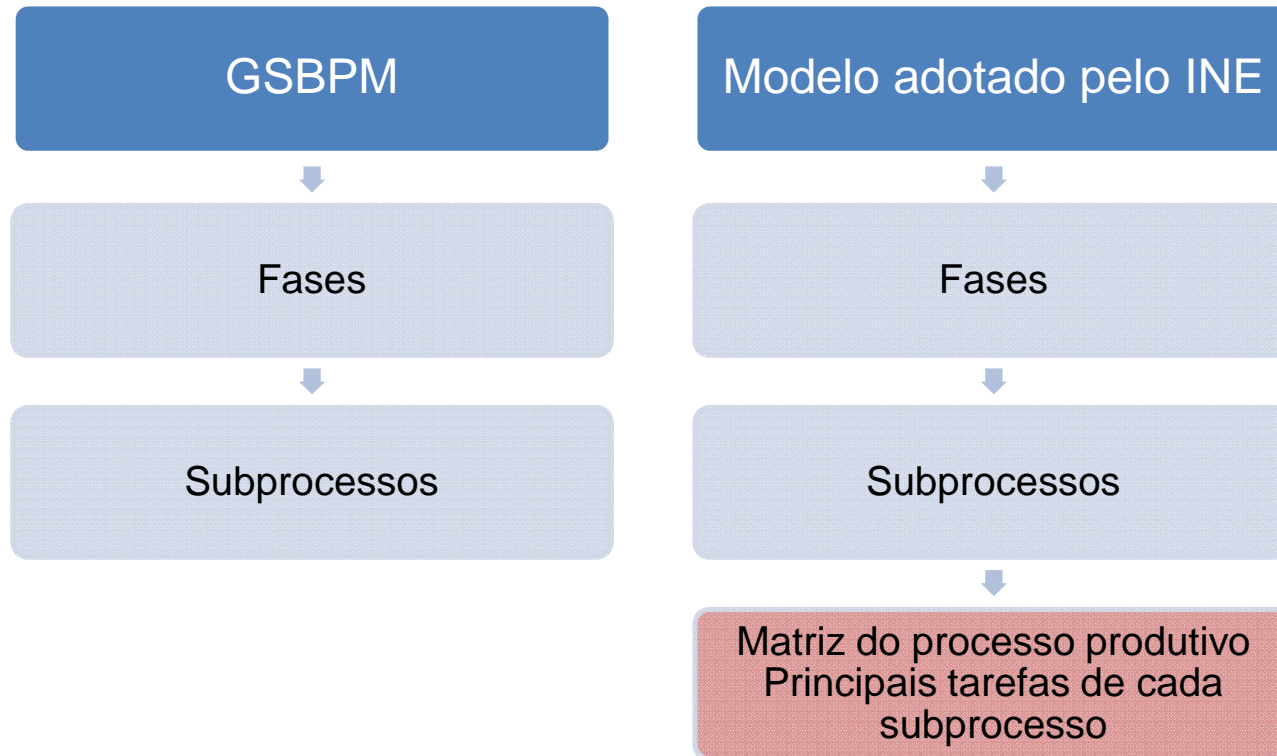 GSBPM
Fases
Subprocessos
Modelo adotado pelo INE
Fases
Subprocessos
Matriz do processo produtivo
Principais tarefas de cada
subprocesso